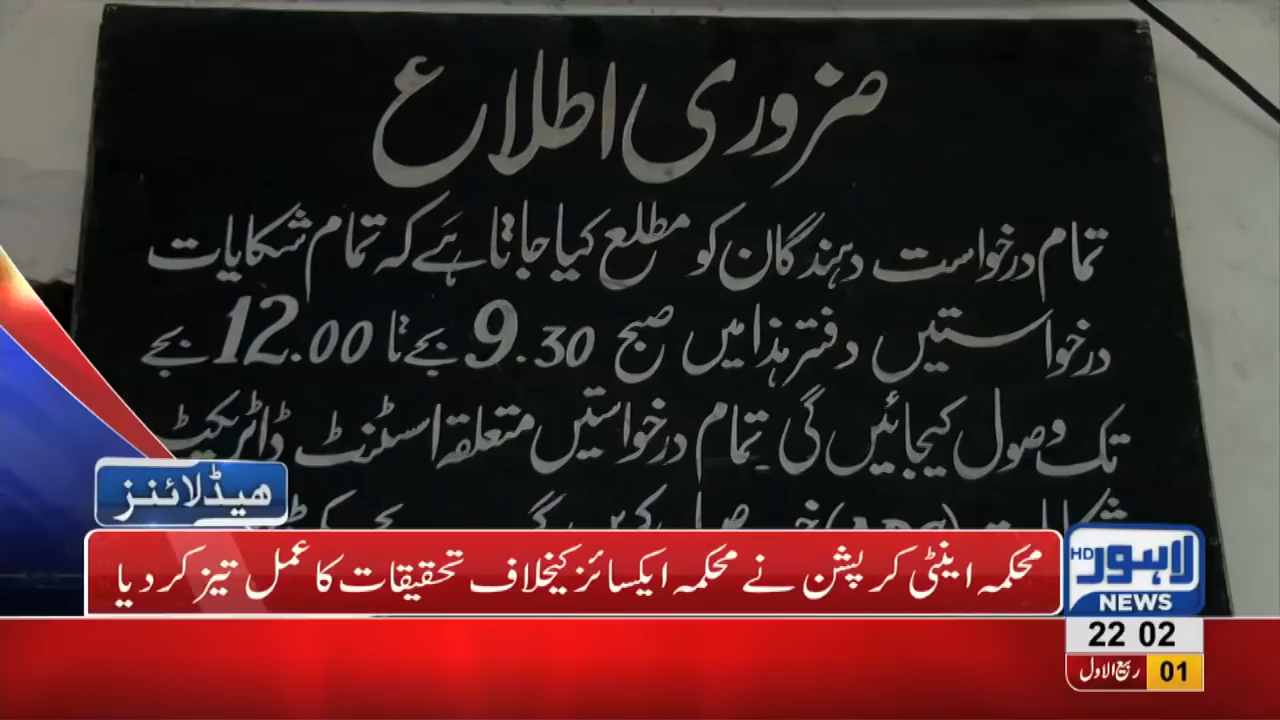 ضروری اطلاع
تمام درخواست دہندگان کو مطلع کیا جاتا ہے کہ تمام شکایات
درخواستیں دفتر ہذا میں صبح 9.30 بجے تا 12.00 بجے
تک وصول کیجائیں گی۔ تمام درخواستیں متعلقہ اسٹنٹ ڈائریکٹ
ھیڈلائنز
محکمہ اینٹی کرپشن نے محکمہ ایکسائز کیخلاف تحقیقات کا عمل تیز کر دیا
لاہور HD
NEWS
22 02
01 ربیع الاول